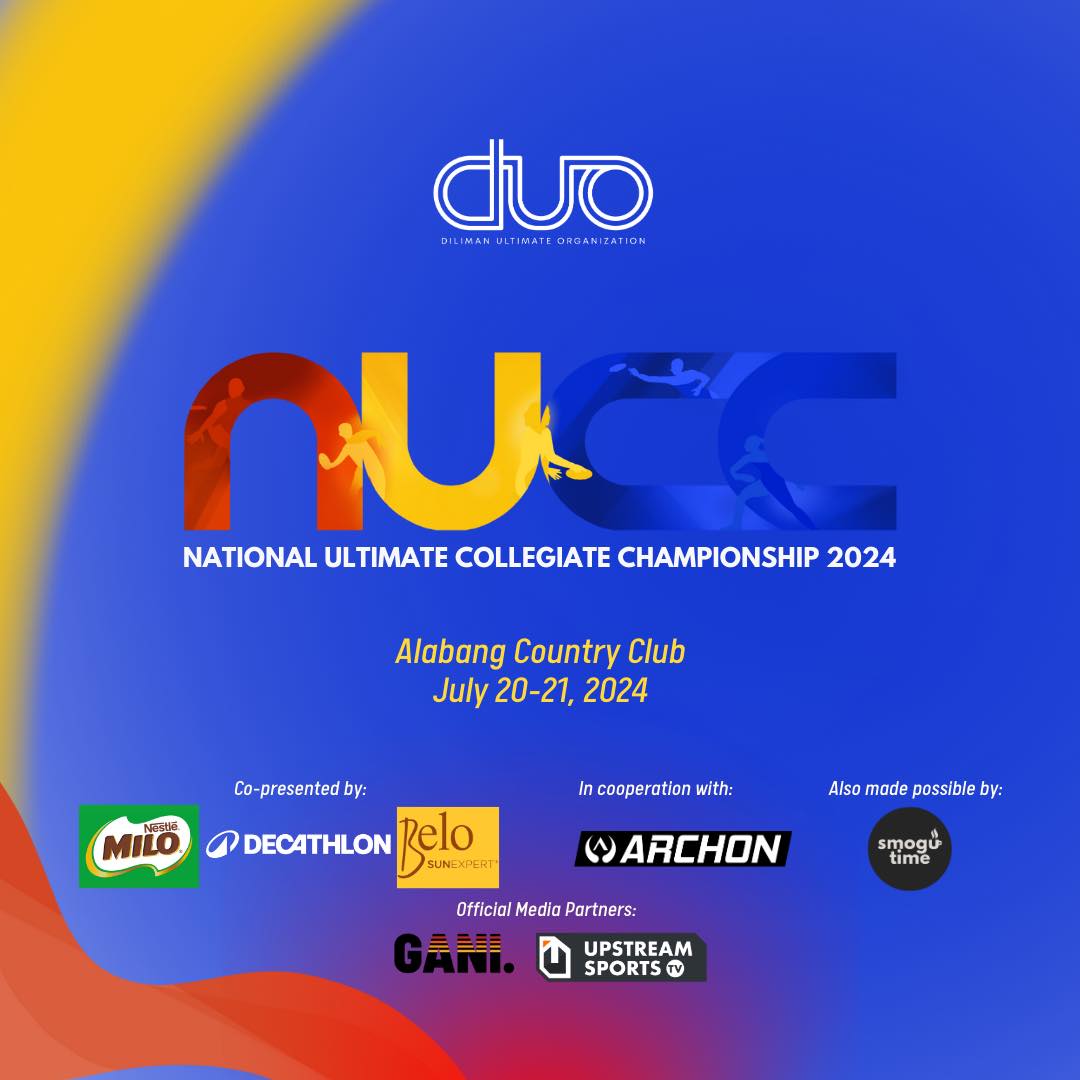 duo
DILIMAN ULTIMATE ORGANIZATION
nucc
NATIONAL ULTIMATE COLLEGIATE CHAMPIONSHIP 2024
Alabang Country Club
July 20-21, 2024
Co-presented by:
In cooperation with:
Also made possible by:
Nestlé
MILO
DECATHLON
Belo
SUNEXPERT
ARCHON
smogu
time
Official Media Partners:
GANI.
UPSTREAM
SPORTS TV